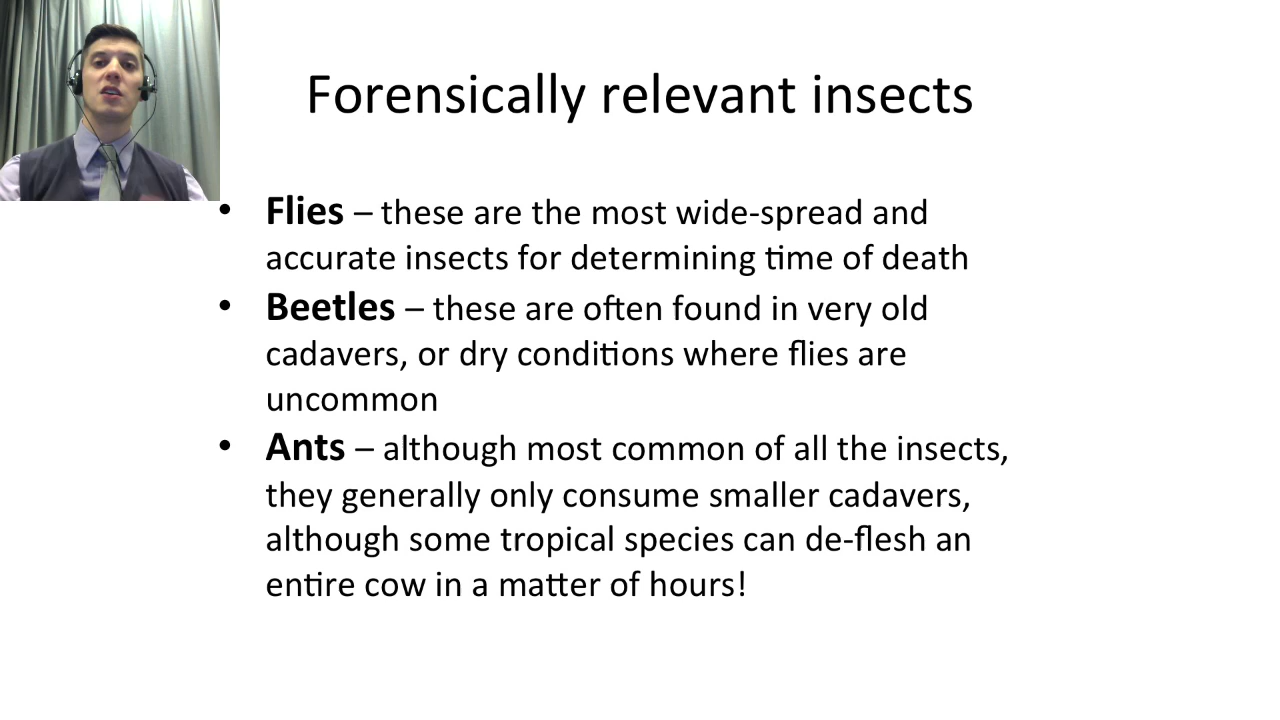 Forensically relevant insects
• Flies – these are the most wide-spread and
accurate insects for determining time of death
• Beetles – these are often found in very old
cadavers, or dry conditions where flies are
uncommon
• Ants – although most common of all the insects,
they generally only consume smaller cadavers,
although some tropical species can de-flesh an
entire cow in a matter of hours!